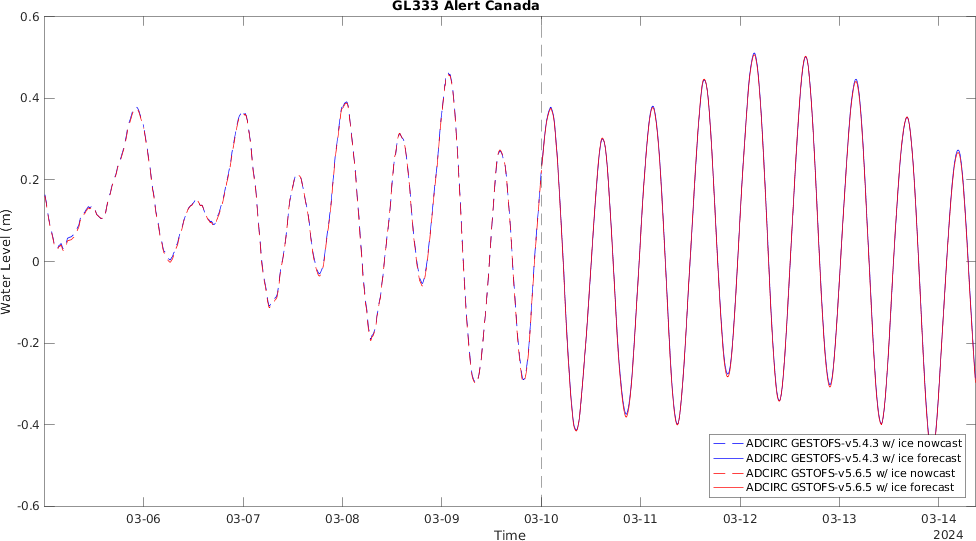 GL333 Alert Canada
0.6
0.4
0.2
0
-0.2
-0.4
-0.6
Water Level (m)
ADCIRC GESTOFS-v5.4.3 w/ ice nowcast
ADCIRC GESTOFS-v5.4.3 w/ ice forecast
ADCIRC GSTOFS-v5.6.5 w/ ice nowcast
ADCIRC GSTOFS-v5.6.5 w/ ice forecast
03-06 03-07 03-08 03-09 03-10 03-11 03-12 03-13 03-14
Time
2024